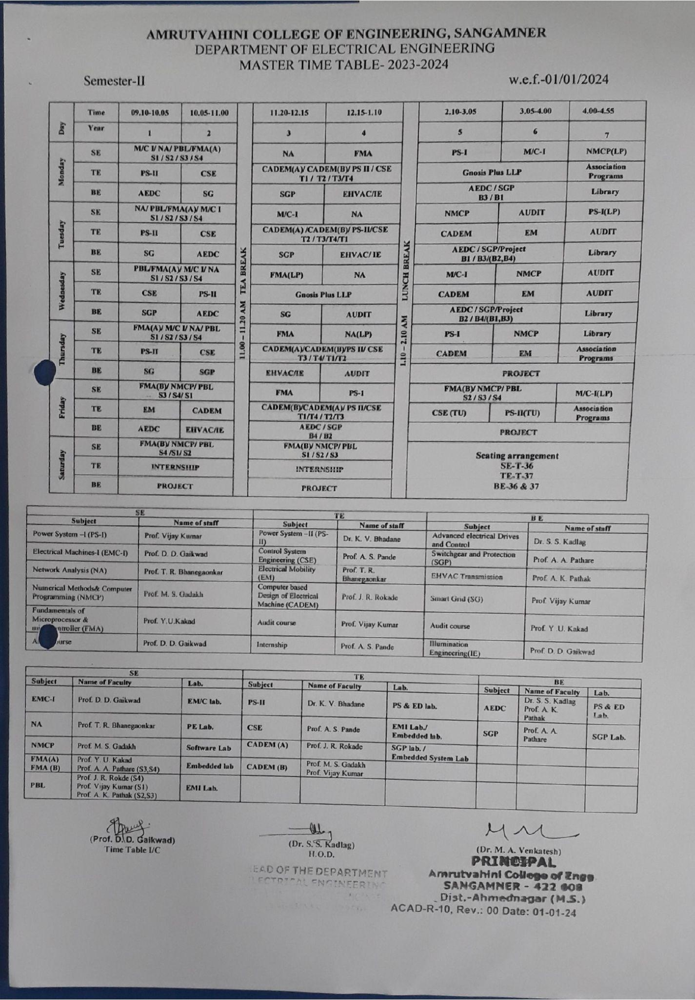 AMRUTVAHINI COLLEGE OF ENGINEERING, SANGAMNER
DEPARTMENT OF ELECTRICAL ENGINEERING
MASTER TIME TABLE- 2023-2024
Semester-II w.e.f.-01/01/2024
Day Time 09.10-10.05 10.05-11.00 11.20-12.15 12.15-1.10 2.10-3.05 3.05-4.00 4.00-4.55
Year 1 2 3 4 5 6 7
11.00 – 11.20 AM TEA BREAK
1.10 – 2.10 AM LUNCH BREAK
Monday
SE M/C I/ NA/ PBL/FMA(A) NA FMA PS-I M/C-I NMCP(LP)
S1 / S2 / S3 / S4
TE PS-II CSE CADEM(A)/ CADEM(B)/ PS II / CSE Gnosis Plus LLP Association
T1 / T2 / T3/T4 Programs
BE AEDC SG SGP EHVAC/IE AEDC / SGP Library
B3 / B1
Tuesday
SE NA/ PBL/FMA(A)/ M/C I M/C-I NA NMCP AUDIT PS-I(LP)
S1 / S2 / S3 / S4
TE PS-II CSE CADEM(A) /CADEM(B)/ PS-II/CSE CADEM EM AUDIT
T2 / T3/T4/T1
BE SG AEDC SGP EHVAC/ IE AEDC / SGP/Project Library
B1 / B3/(B2,B4)
Wednesday
SE PBL/FMA(A)/ M/C I/ NA FMA(LP) NA M/C-I NMCP AUDIT
S1 / S2 / S3 / S4
TE CSE PS-II Gnosis Plus LLP CADEM EM AUDIT
BE SGP AEDC SG AUDIT AEDC / SGP/Project Library
B2 / B4/(B1,B3)
Thursday
SE FMA(A)/ M/C I/ NA/ PBL FMA NA(LP) PS-I NMCP Library
S1 / S2 / S3 / S4
TE PS-II CSE CADEM(A)/CADEM(B)/PS II/ CSE CADEM EM Association
T3 / T4/ T1/T2 Programs
BE SG SGP EHVAC/IE AUDIT PROJECT
Friday
SE FMA(B)/ NMCP/ PBL FMA PS-1 FMA(B)/ NMCP/ PBL M/C-I(LP)
S3 / S4/ S1 S2 / S3 / S4
TE EM CADEM CADEM(B)/CADEM(A)/ PS II/CSE CSE (TU) PS-II(TU) Association
T1/T4 / T2/T3 Programs
BE AEDC EHVAC/IE AEDC / SGP PROJECT
B4 / B2
Saturday
SE FMA(B)/ NMCP/ PBL FMA(B)/ NMCP/ PBL
S4 /S1/ S2 S1 / S2 / S3
TE INTERNSHIP INTERNSHIP
BE PROJECT PROJECT
Seating arrangement
SE-T-36
TE-T-37
BE-36 & 37
SE TE B E
Subject Name of staff Subject Name of staff Subject Name of staff
Power System –I (PS-I) Prof. Vijay Kumar Power System –II (PS-II) Dr. K. V. Bhadane Advanced electrical Drives and Control Dr. S. S. Kadlag
Electrical Machines-I (EMC-I) Prof. D. D. Gaikwad Control System Engineering (CSE) Prof. A. S. Pande Switchgear and Protection (SGP) Prof. A. A. Pathare
Network Analysis (NA) Prof. T. R. Bhanegaonkar Electrical Mobility (EM) Prof. T. R. Bhanegaonkar EHVAC Transmission Prof. A. K. Pathak
Numerical Methods& Computer Programming (NMCP) Prof. M. S. Gadakh Computer based Design of Electrical Machine (CADEM) Prof. J. R. Rokade Smart Grid (SG) Prof. Vijay Kumar
Fundamentals of Microprocessor & ntroller (FMA) Prof. Y.U.Kakad Audit course Prof. Vijay Kumar Audit course Prof. Y .U. Kakad
Prof. D. D. Gaikwad Internship Prof. A. S. Pande Illumination Engineering(IE) Prof. D. D. Gaikwad
SE TE BE
Subject Name of Faculty Lab. Subject Name of Faculty Lab. Subject Name of Faculty Lab.
EMC-I Prof. D. D. Gaikwad EM/C lab. PS-II Dr. K. V. Bhadane PS & ED lab. AEDC Dr. S. S. Kadlag Prof. A. K. Pathak PS & ED Lab.
NA Prof. T. R. Bhanegaonkar PE Lab. CSE Prof. A. S. Pande EMI Lab./ Embedded lab. SGP Prof. A. A. Pathare SGP Lab.
NMCP Prof. M. S. Gadakh Software Lab CADEM (A) Prof. J. R. Rokade SGP lab. / Embedded System Lab
FMA(A) Prof. Y. U. Kakad
FMA (B) Prof. A. A. Pathare (S3,S4) Embedded lab CADEM (B) Prof. M. S. Gadakh Prof. Vijay Kumar
PBL Prof. J. R. Rokde (S4) EMI Lab.
Prof. Vijay Kumar (S1)
Prof. A. K. Pathak (S2,S3)
(Prof. D. D. Gaikwad) (Dr. S. S. Kadlag) (Dr. M. A. Venkatesh)
Time Table I/C H.O.D. PRINCIPAL
HEAD OF THE DEPARTMENT Amrutvahini College of Engg
ELECTRICAL ENGINEERING SANGAMNER - 422 608
Dist.-Ahmednagar (M.S.)
ACAD-R-10, Rev.: 00 Date: 01-01-24